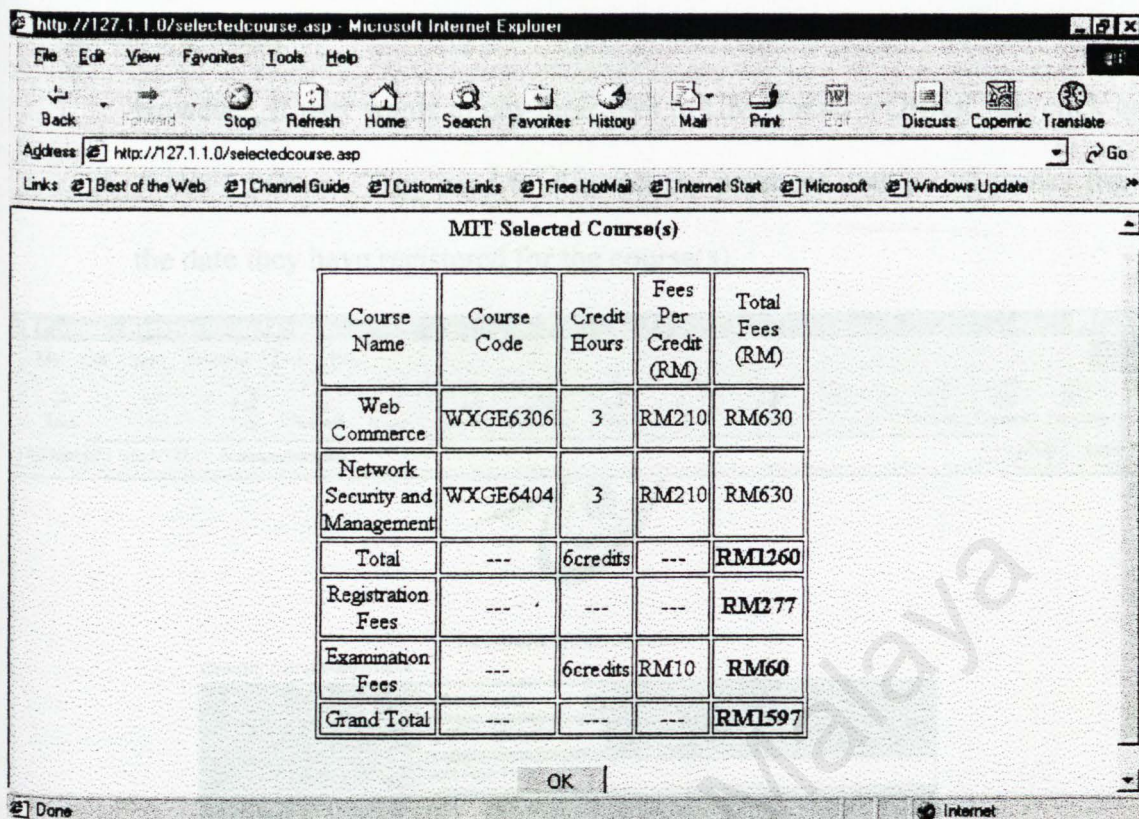 http://127.1.1.0/selectedcourse.asp - Microsoft Internet Explorer
File Edit View Favorites Tools Help
Back Forward Stop Refresh Home Search Favorites History Mail Print Edit Discuss Copernic Translate
Address http://127.1.1.0/selectedcourse.asp Go
Links Best of the Web Channel Guide Customize Links Free HotMail Internet Start Microsoft Windows Update
MIT Selected Course(s)
the date they have registered for the course(s)
Course Name Course Code Credit Hours Fees Per Credit (RM) Total Fees (RM)
Web Commerce WXGE6306 3 RM210 RM630
Network Security and Management WXGE6404 3 RM210 RM630
Total --- 6credits --- RM1260
Registration Fees --- --- --- RM277
Examination Fees --- 6credits RM10 RM60
Grand Total --- --- --- RM1597
OK
Done Internet
Malaya